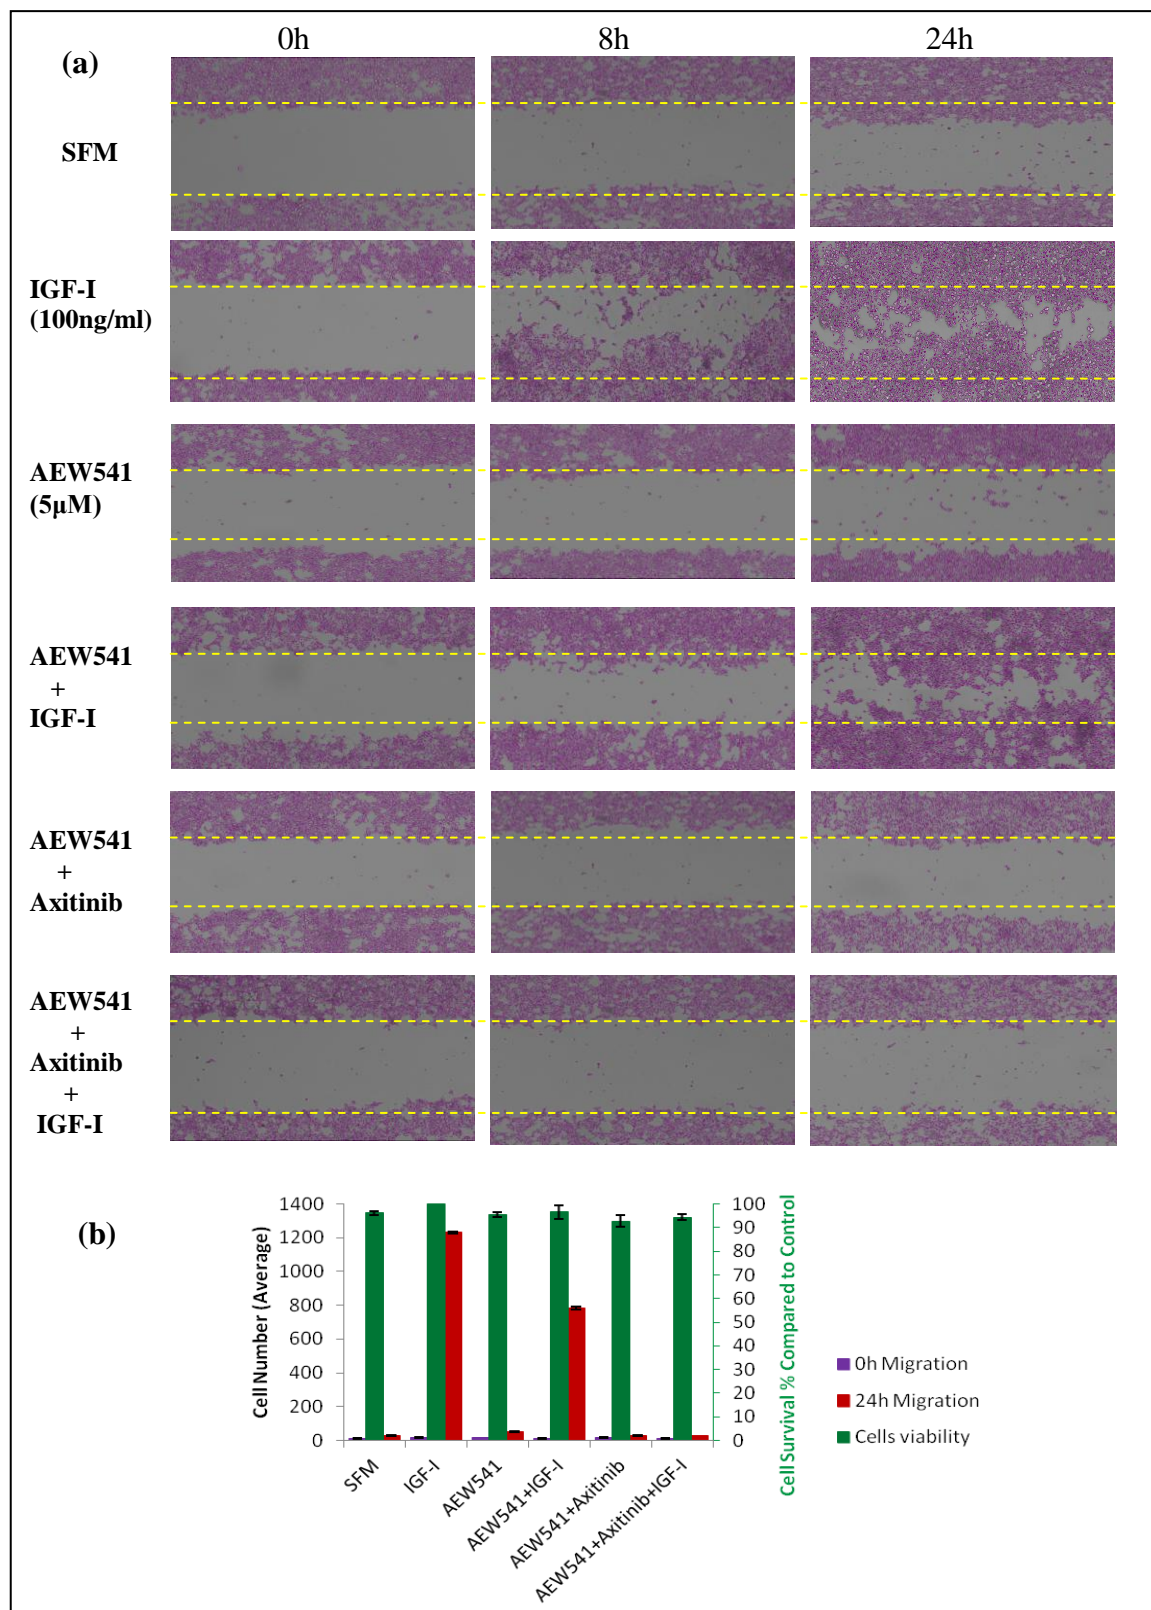 0h 8h 24h
(a)
SFM
IGF-I
(100ng/ml)
AEW541
(5µM)
AEW541
+
IGF-I
AEW541
+
Axitinib
AEW541
+
Axitinib
+
IGF-I
(b)
Cell Number (Average)
1400
1200
1000
800
600
400
200
0
100
90
80
70
60
50
40
30
20
10
0
Cell Survival % Compared to Control
SFM
IGF-I
AEW541
AEW541+IGF-I
AEW541+Axitinib
AEW541+Axitinib+IGF-I
0h Migration
24h Migration
Cells viability